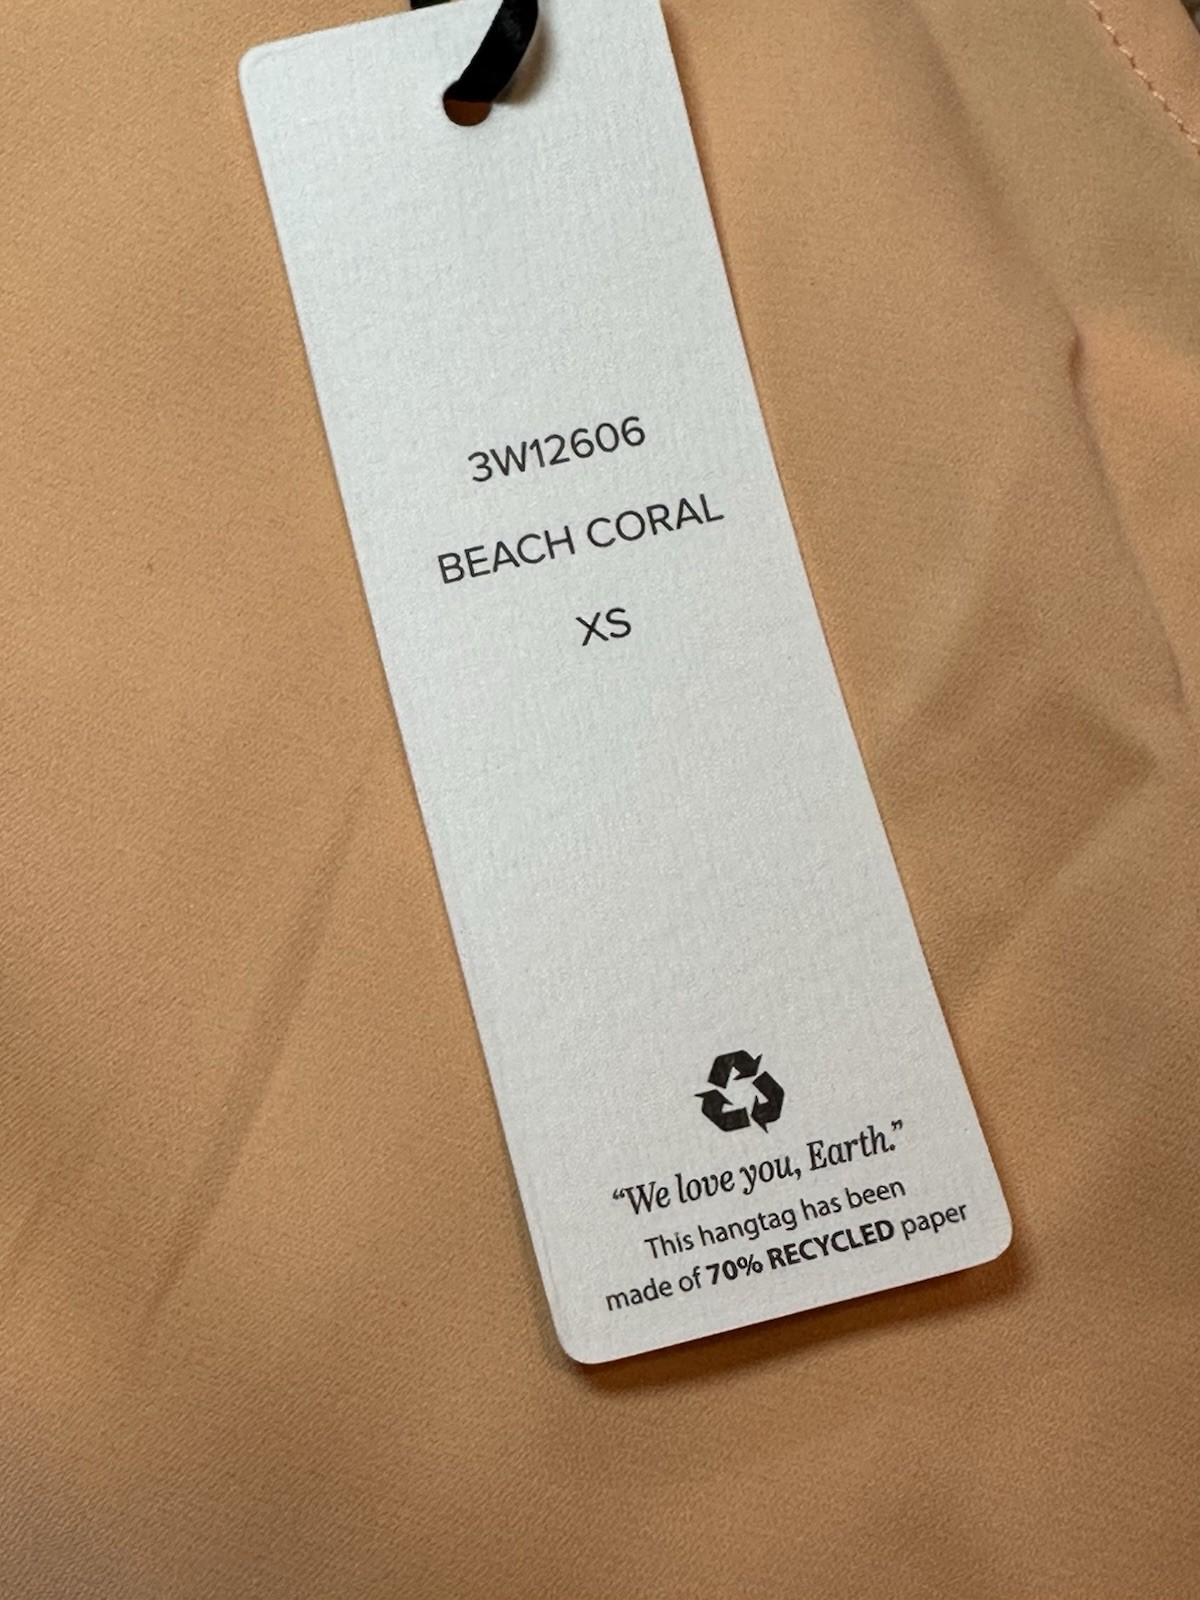 3W12606
BEACH CORAL
XS
“We love you, Earth.”
This hangtag has been
made of 70% RECYCLED paper